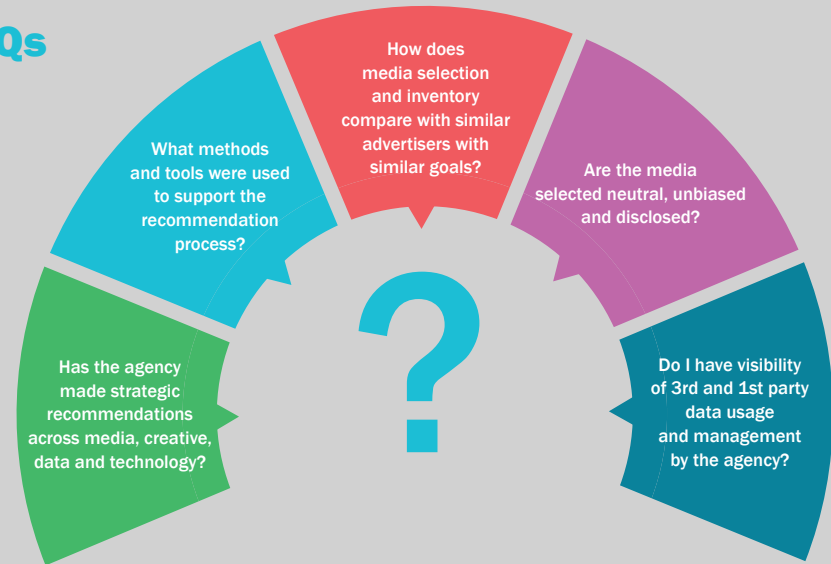 Qs
Has the agency
made strategic
recommendations
across media, creative,
data and technology?
What methods
and tools were used
to support the
recommendation
process?
How does
media selection
and inventory
compare with similar
advertisers with
similar goals?
Are the media
selected neutral, unbiased
and disclosed?
Do I have visibility
of 3rd and 1st party
data usage
and management
by the agency?
?